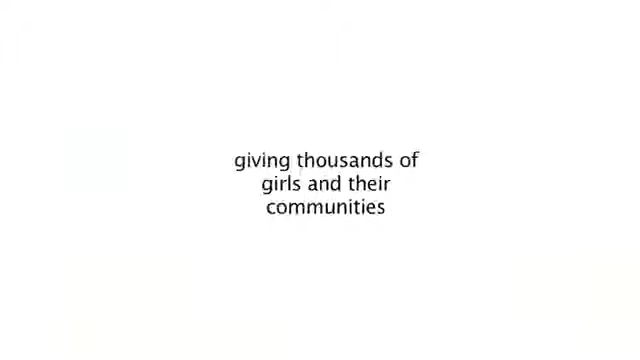 giving thousands of
girls and their
communities